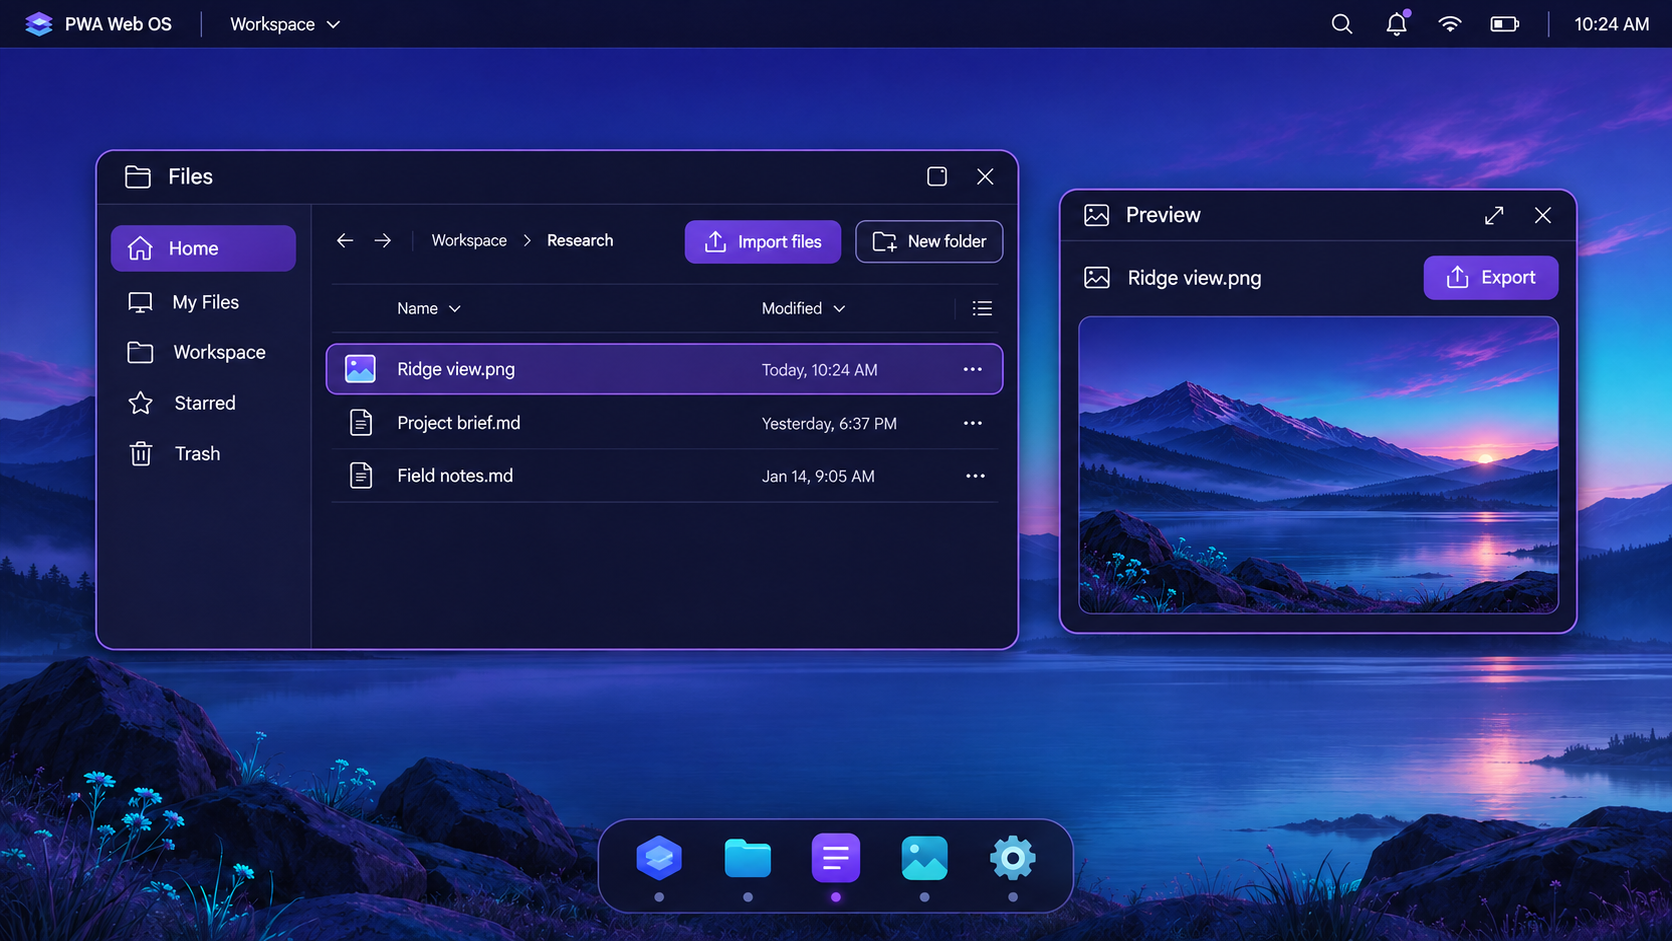 PWA Web OS
Workspace
10:24 AM
Files
Home
My Files
Workspace
Starred
Trash
Workspace > Research
Import files
New folder
Name
Modified
Ridge view.png
Today, 10:24 AM
Project brief.md
Yesterday, 6:37 PM
Field notes.md
Jan 14, 9:05 AM
Preview
Ridge view.png
Export